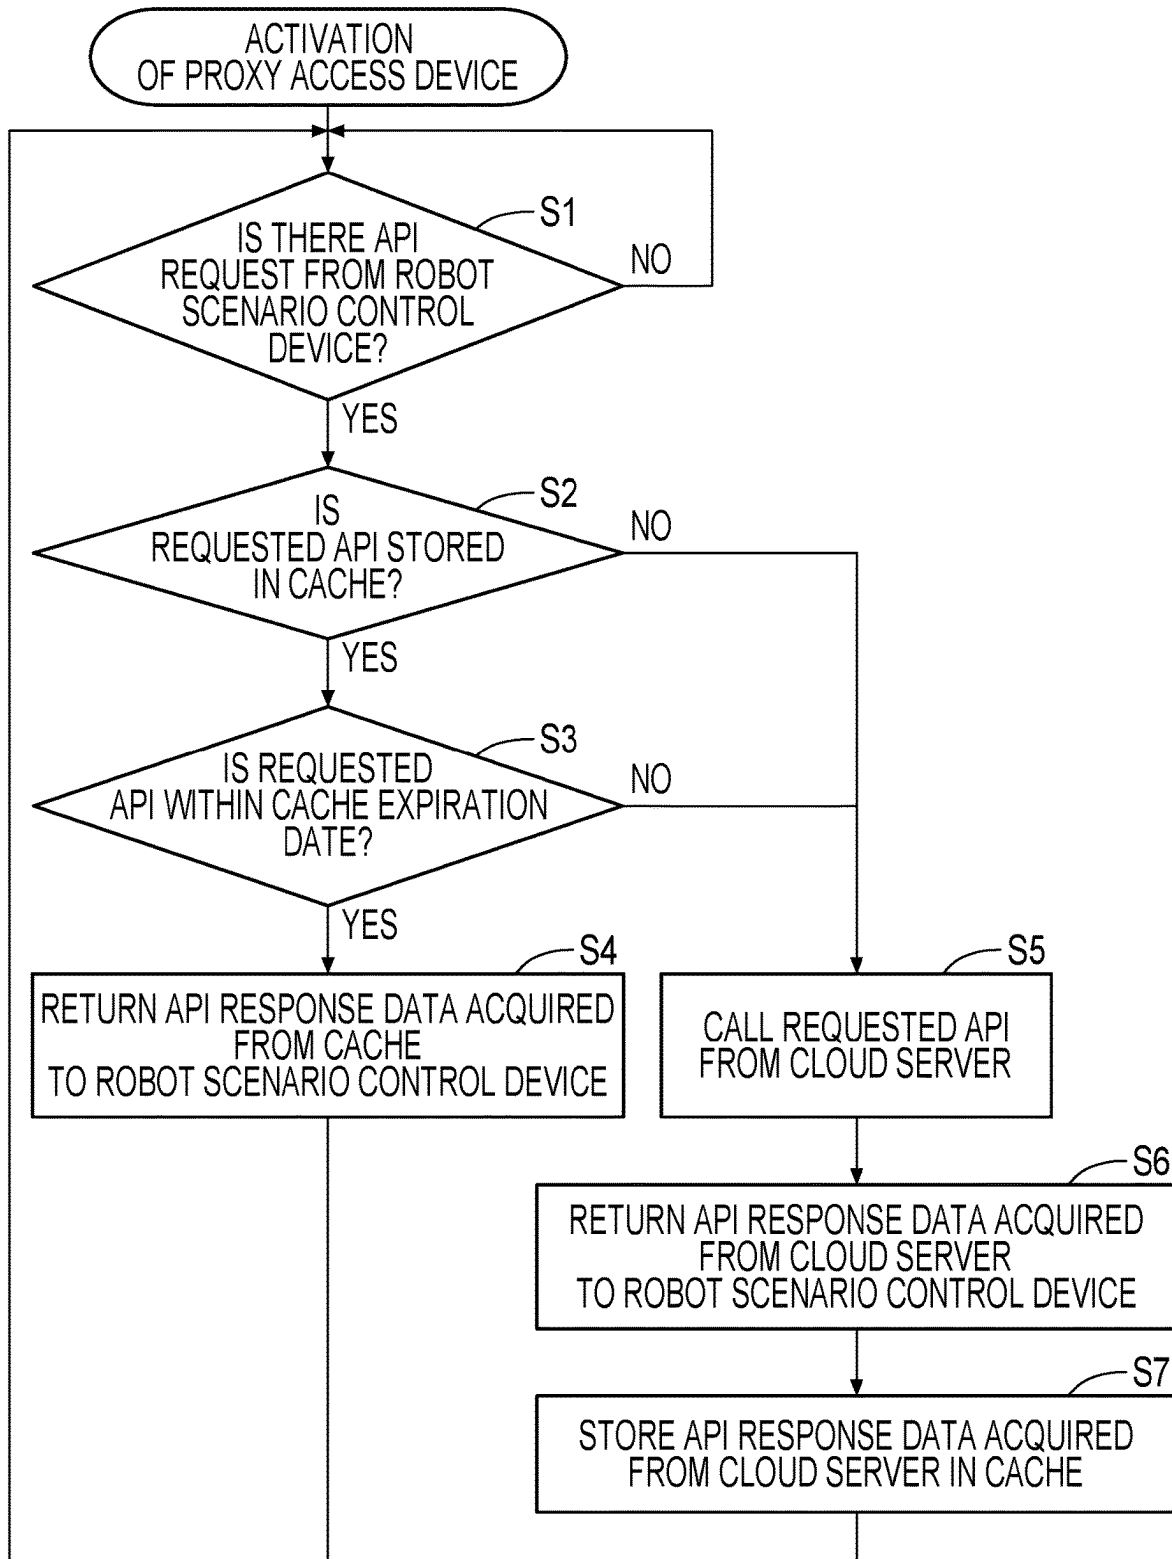 ACTIVATION
OF PROXY ACCESS DEVICE
S1
IS THERE API
REQUEST FROM ROBOT
SCENARIO CONTROL
DEVICE?
NO
YES
S2
IS
REQUESTED API STORED
IN CACHE?
NO
YES
S3
IS REQUESTED
API WITHIN CACHE EXPIRATION
DATE?
NO
YES
S4
RETURN API RESPONSE DATA ACQUIRED
FROM CACHE
TO ROBOT SCENARIO CONTROL DEVICE
S5
CALL REQUESTED API
FROM CLOUD SERVER
S6
RETURN API RESPONSE DATA ACQUIRED
FROM CLOUD SERVER
TO ROBOT SCENARIO CONTROL DEVICE
S7
STORE API RESPONSE DATA ACQUIRED
FROM CLOUD SERVER IN CACHE